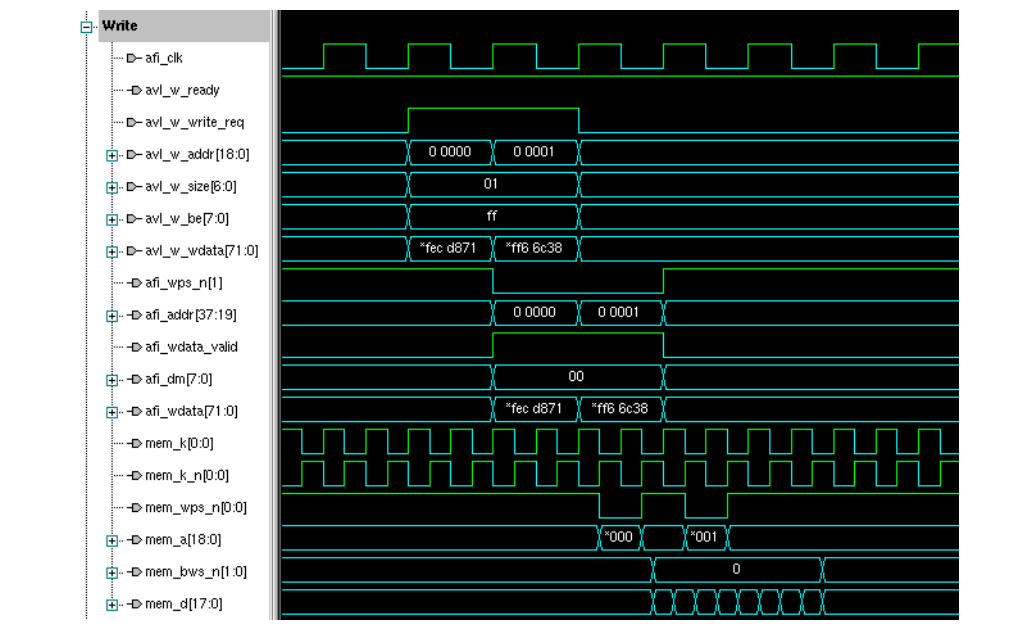 Write
afi_clk
avl_w_ready
avl_w_write_req
avl_w_addr[18:0] 0 0000 0 0001
avl_w_size[6:0] 01
avl_w_be[7:0] ff
avl_w_wdata[71:0] *fec d871 *ff6 6c38
afi_wps_n[1]
afi_addr[37:19] 0 0000 0 0001
afi_wdata_valid
afi_dm[7:0] 00
afi_wdata[71:0] *fec d871 *ff6 6c38
mem_k[0:0]
mem_k_n[0:0]
mem_wps_n[0:0]
mem_a[18:0] *000 *001
mem_bws_n[1:0] 0
mem_d[17:0]